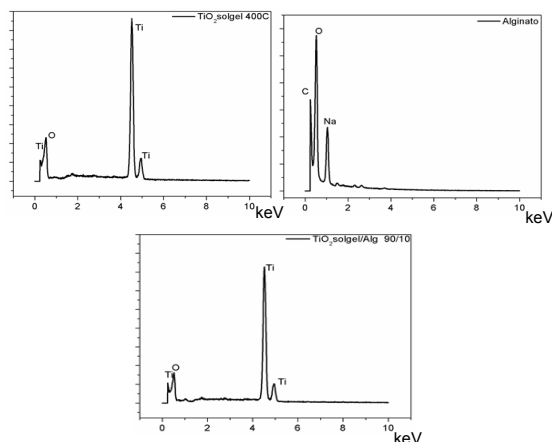 TiO₂solgel 400C
Ti
O
Ti
Ti
0 2 4 6 8 10
keV
Alginato
O
C
Na
0 2 4 6 8 10
keV
TiO₂solgel/Alg 90/10
Ti
O
Ti
Ti
0 2 4 6 8 10
keV